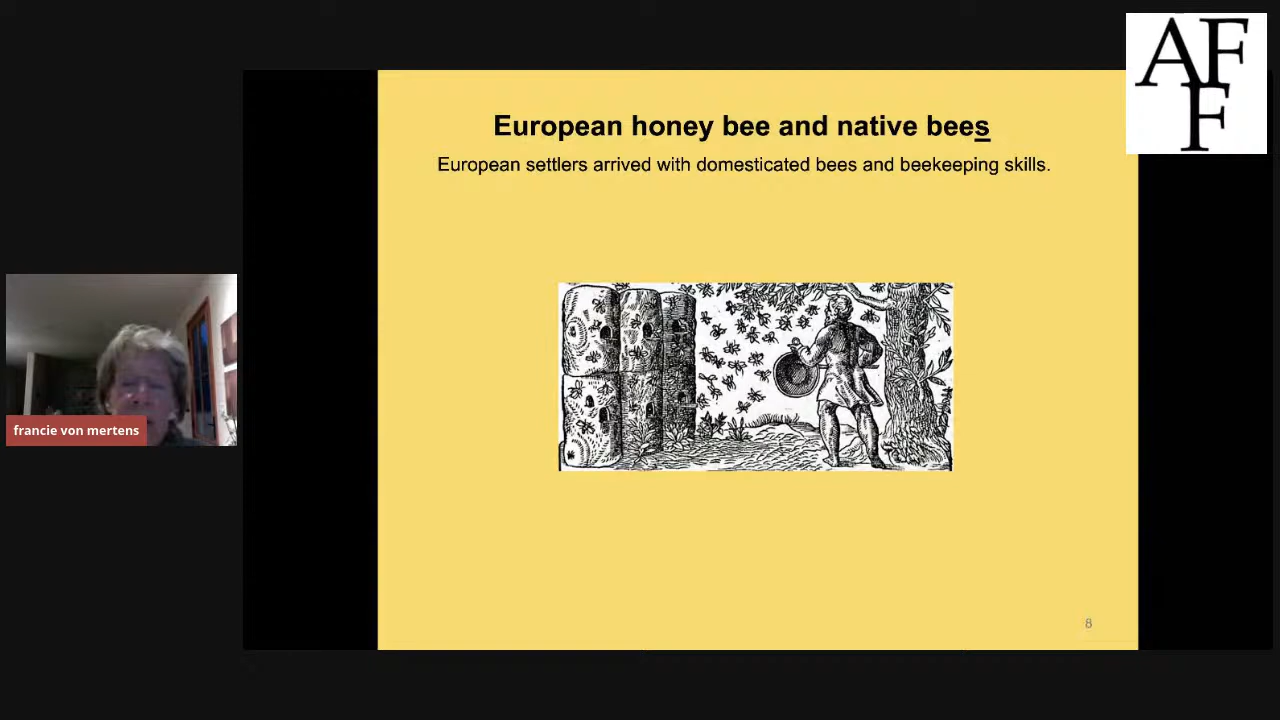 AF
F
European honey bee and native bees
European settlers arrived with domesticated bees and beekeeping skills.
francie von mertens
8